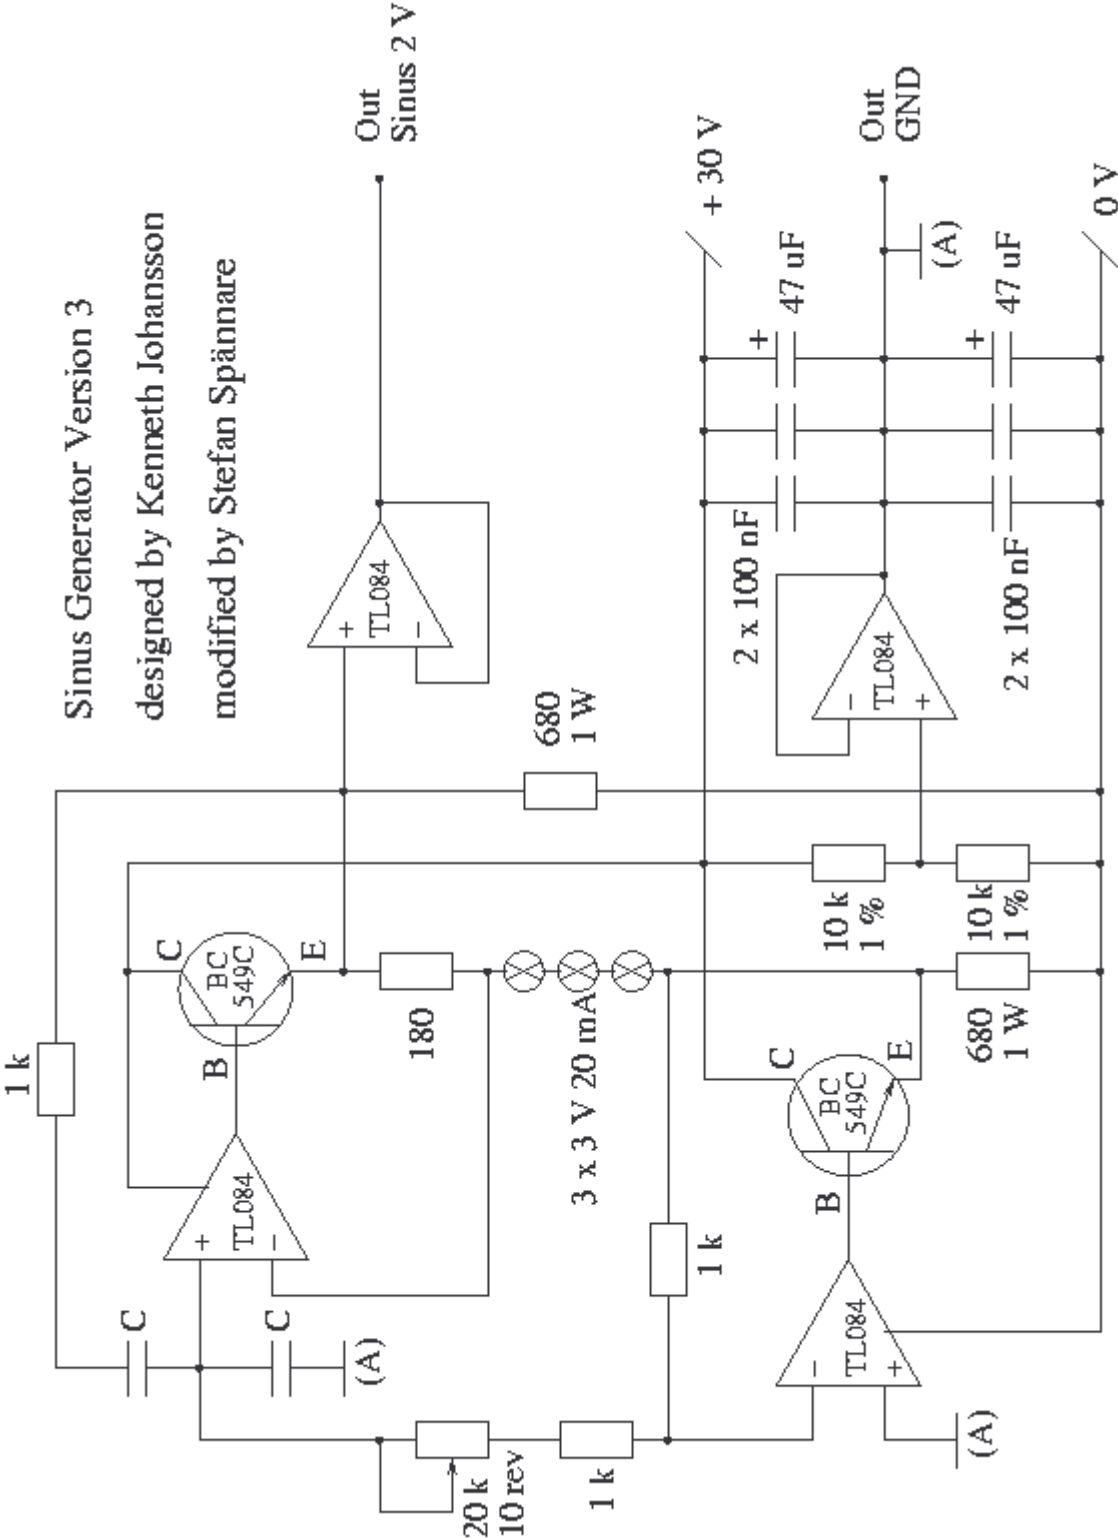 Sinus Generator Version 3
designed by Kenneth Johansson
modified by Stefan Spännare
1 k
C
C
(A)
+
TL084
−
B
C
BC
549C
E
180
3 x 3 V 20 mA
+
TL084
−
Out
Sinus 2 V
680
1 W
20 k
10 rev
1 k
1 k
−
TL084
+
(A)
B
C
BC
549C
E
680
1 W
10 k
1 %
10 k
1 %
−
TL084
+
2 x 100 nF
2 x 100 nF
+
47 uF
+
47 uF
+ 30 V
Out
GND
(A)
0 V